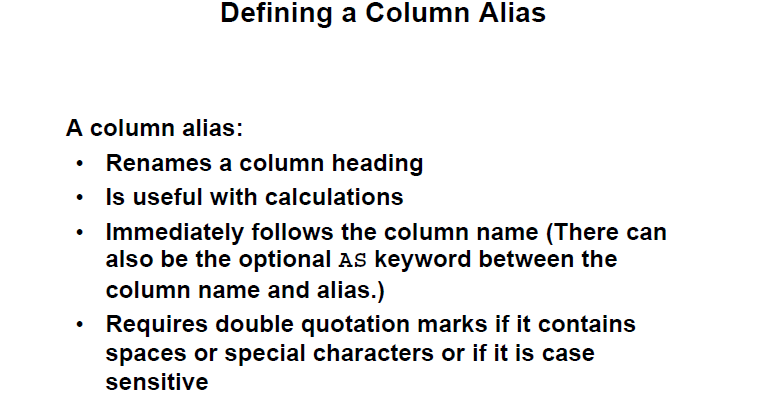 Defining a Column Alias
A column alias:
• Renames a column heading
• Is useful with calculations
• Immediately follows the column name (There can
also be the optional AS keyword between the
column name and alias.)
• Requires double quotation marks if it contains
spaces or special characters or if it is case
sensitive